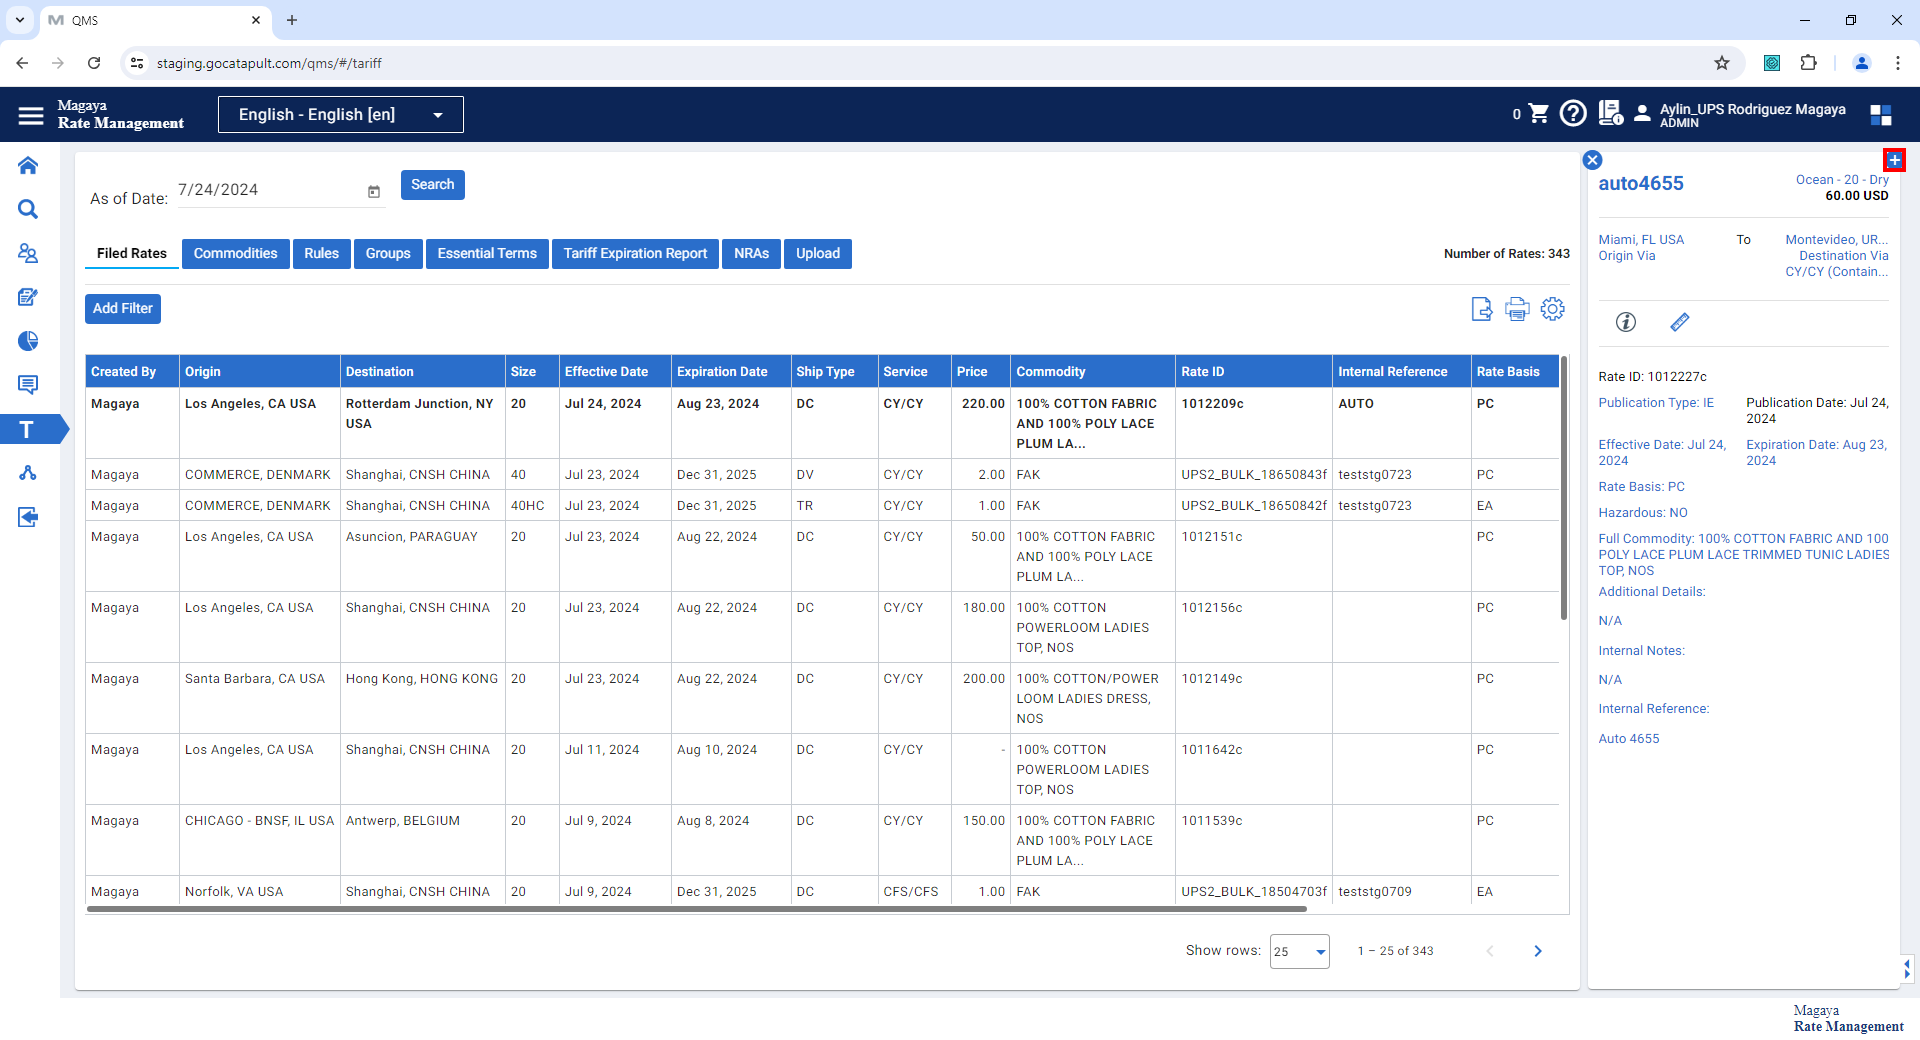 QMS
staging.gocatapult.com/qms/#/tariff
Magaya
Rate Management
English - English [en]
0
Aylin_UPS Rodriguez Magaya
ADMIN
As of Date: 7/24/2024
Search
Filed Rates Commodities Rules Groups Essential Terms Tariff Expiration Report NRAs Upload
Number of Rates: 343
Add Filter
Created By Origin Destination Size Effective Date Expiration Date Ship Type Service Price Commodity Rate ID Internal Reference Rate Basis
Magaya Los Angeles, CA USA Rotterdam Junction, NY 20 Jul 24, 2024 Aug 23, 2024 DC CY/CY 220.00 100% COTTON FABRIC 1012209c AUTO PC
USA AND 100% POLY LACE
PLUM LA...
Magaya COMMERCE, DENMARK Shanghai, CNSH CHINA 40 Jul 23, 2024 Dec 31, 2025 DV CY/CY 2.00 FAK UPS2_BULK_18650843f teststg0723 PC
Magaya COMMERCE, DENMARK Shanghai, CNSH CHINA 40HC Jul 23, 2024 Dec 31, 2025 TR CY/CY 1.00 FAK UPS2_BULK_18650842f teststg0723 EA
Magaya Los Angeles, CA USA Asuncion, PARAGUAY 20 Jul 23, 2024 Aug 22, 2024 DC CY/CY 50.00 100% COTTON FABRIC 1012151c PC
AND 100% POLY LACE
PLUM LA...
Magaya Los Angeles, CA USA Shanghai, CNSH CHINA 20 Jul 23, 2024 Aug 22, 2024 DC CY/CY 180.00 100% COTTON 1012156c PC
POWERLOOM LADIES
TOP, NOS
Magaya Santa Barbara, CA USA Hong Kong, HONG KONG 20 Jul 23, 2024 Aug 22, 2024 DC CY/CY 200.00 100% COTTON/POWER 1012149c PC
LOOM LADIES DRESS,
NOS
Magaya Los Angeles, CA USA Shanghai, CNSH CHINA 20 Jul 11, 2024 Aug 10, 2024 DC CY/CY - 100% COTTON 1011642c PC
POWERLOOM LADIES
TOP, NOS
Magaya CHICAGO - BNSF, IL USA Antwerp, BELGIUM 20 Jul 9, 2024 Aug 8, 2024 DC CY/CY 150.00 100% COTTON FABRIC 1011539c PC
AND 100% POLY LACE
PLUM LA...
Magaya Norfolk, VA USA Shanghai, CNSH CHINA 20 Jul 9, 2024 Dec 31, 2025 DC CFS/CFS 1.00 FAK UPS2_BULK_18504703f teststg0709 EA
Show rows: 25 1 – 25 of 343
auto4655
Ocean - 20 - Dry
60.00 USD
Miami, FL USA To Montevideo, UR...
Origin Via Destination Via
CY/CY (Contain...
Rate ID: 1012227c
Publication Type: IE Publication Date: Jul 24,
2024
Effective Date: Jul 24, Expiration Date: Aug 23,
2024 2024
Rate Basis: PC
Hazardous: NO
Full Commodity: 100% COTTON FABRIC AND 100
POLY LACE PLUM LACE TRIMMED TUNIC LADIES
TOP, NOS
Additional Details:
N/A
Internal Notes:
N/A
Internal Reference:
Auto 4655
T
Magaya
Rate Management